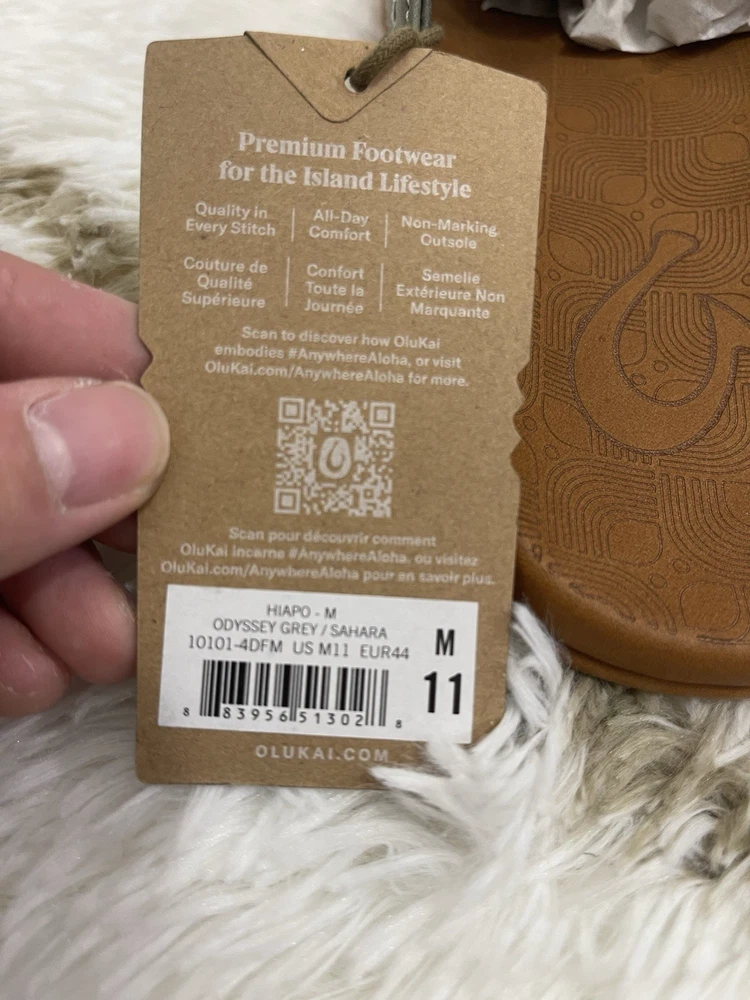 Premium Footwear
for the Island Lifestyle
Quality in
Every Stitch
All-Day
Comfort
Non-Marking
Outsole
Couture de
Qualité
Supérieure
Confort
Toute la
Journée
Semelle
Extérieure Non
Marquante
Scan to discover how OluKai
embodies #AnywhereAloha, or visit
OluKai.com/AnywhereAloha for more.
Scan pour découvrir comment
OluKai incarne #AnywhereAloha, ou visitez
OluKai.com/AnywhereAloha pour en savoir plus.
HIAPO - M
ODYSSEY GREY / SAHARA
10101-4DFM US M11 EUR44
M
11
8 83956 51302 8
OLUKAI.COM